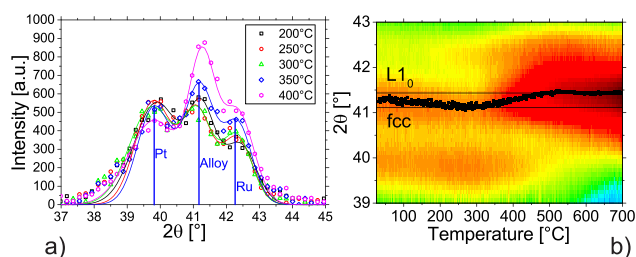 1000
900
800
700
600
500
400
300
200
100
0
Intensity [a.u.]
200°C
250°C
300°C
350°C
400°C
Pt
Alloy
Ru
37 38 39 40 41 42 43 44 45
2θ [°]
a)
43
42
41
40
39
2θ [°]
L1₀
fcc
100 200 300 400 500 600 700
Temperature [°C]
b)